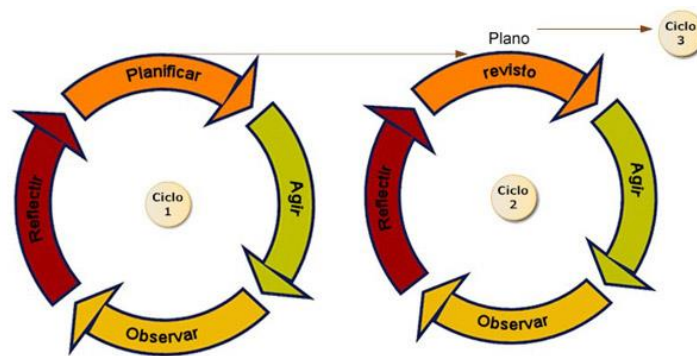 Planificar
Agir
Observar
Reflectir
Ciclo
1
Plano
revisto
Agir
Observar
Reflectir
Ciclo
2
Ciclo
3